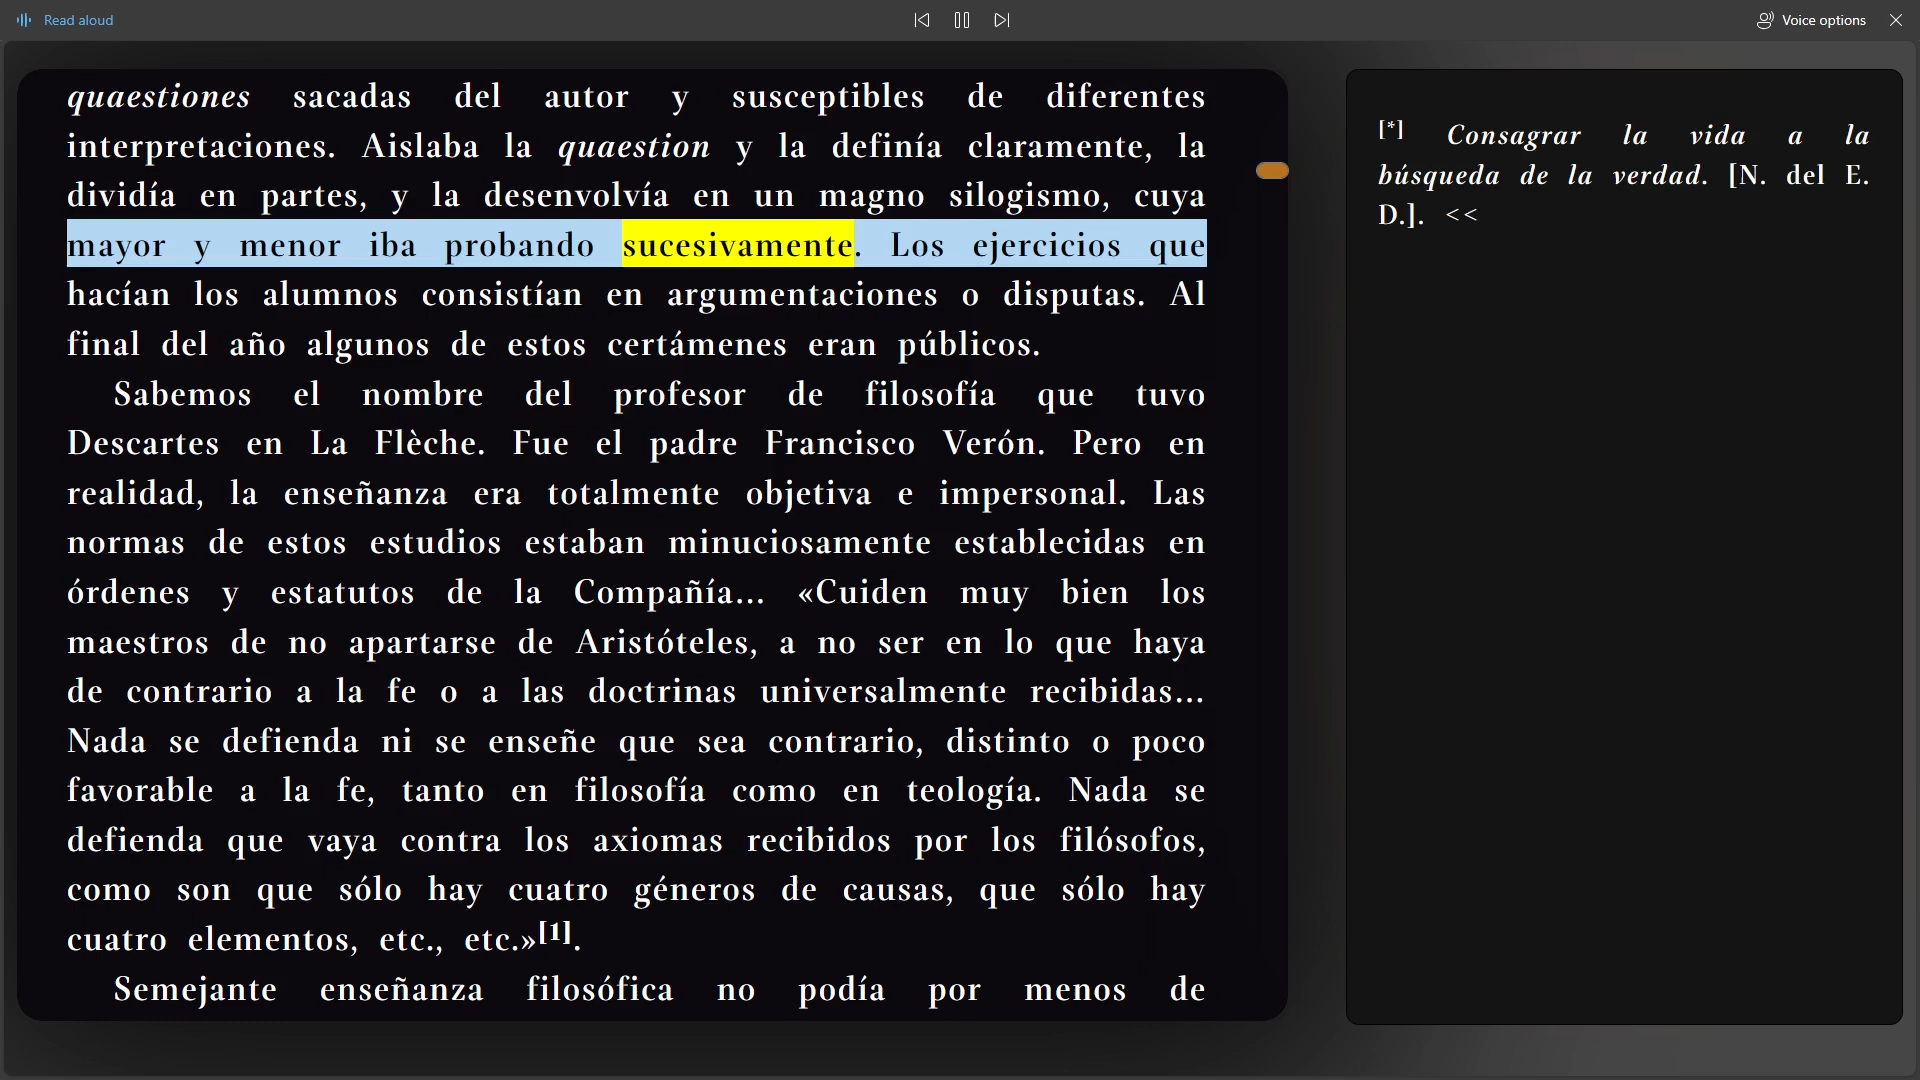 Read aloud
Voice options
quaestiones sacadas del autor y susceptibles de diferentes
interpretaciones. Aislaba la quaestion y la definía claramente, la
dividía en partes, y la desenvolvía en un magno silogismo, cuya
mayor y menor iba probando sucesivamente. Los ejercicios que
hacían los alumnos consistían en argumentaciones o disputas. Al
final del año algunos de estos certámenes eran públicos.
Sabemos el nombre del profesor de filosofía que tuvo
Descartes en La Flèche. Fue el padre Francisco Verón. Pero en
realidad, la enseñanza era totalmente objetiva e impersonal. Las
normas de estos estudios estaban minuciosamente establecidas en
órdenes y estatutos de la Compañía... «Cuiden muy bien los
maestros de no apartarse de Aristóteles, a no ser en lo que haya
de contrario a la fe o a las doctrinas universalmente recibidas...
Nada se defienda ni se enseñe que sea contrario, distinto o poco
favorable a la fe, tanto en filosofía como en teología. Nada se
defienda que vaya contra los axiomas recibidos por los filósofos,
como son que sólo hay cuatro géneros de causas, que sólo hay
cuatro elementos, etc., etc.»[1].
Semejante enseñanza filosófica no podía por menos de
[*] Consagrar la vida a la
búsqueda de la verdad. [N. del E.
D.]. <<